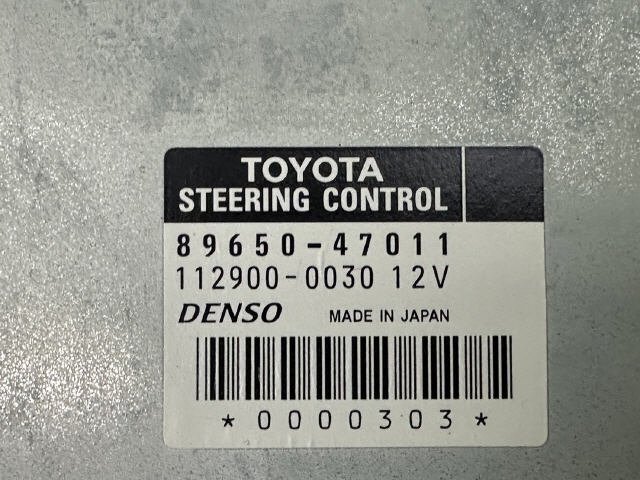 TOYOTA
STEERING CONTROL
89650-47011
112900-0030 12V
DENSO MADE IN JAPAN
*0000303*